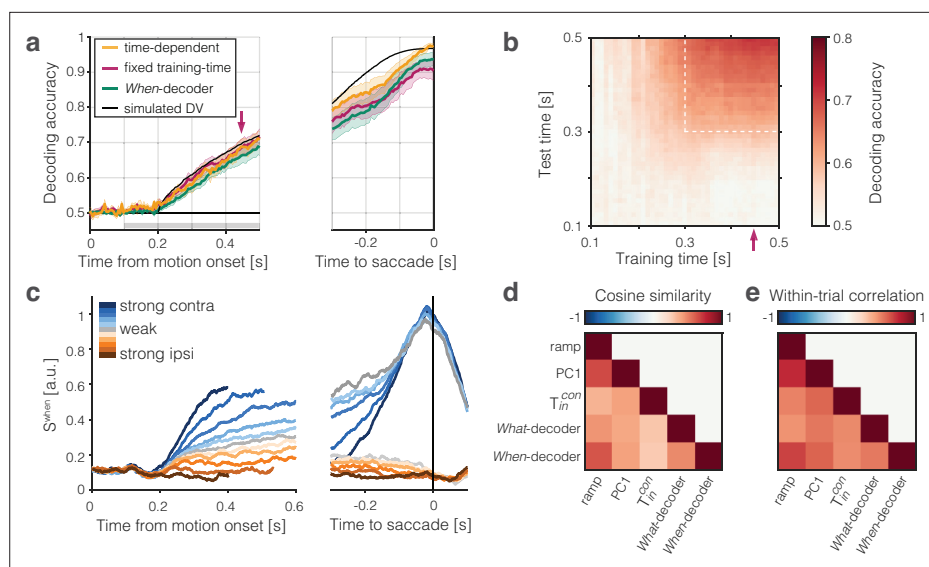 a
1
0.9
0.8
0.7
0.6
0.5
Decoding accuracy
time-dependent
fixed training-time
When-decoder
simulated DV
0
0.2
0.4
Time from motion onset [s]
-0.2
0
Time to saccade [s]
b
0.5
0.3
0.1
Test time [s]
0.1
0.3
0.5
Training time [s]
0.8
0.7
0.6
0.5
Decoding accuracy
c
strong contra
weak
strong ipsi
1
0.8
0.6
0.4
0.2
0
S^when [a.u.]
0
0.2
0.4
0.6
Time from motion onset [s]
-0.2
0
Time to saccade [s]
d
Cosine similarity
-1
1
ramp
PC1
T_in^con
What-decoder
When-decoder
ramp
PC1
T_in^con
What-decoder
When-decoder
e
Within-trial correlation
-1
1
ramp
PC1
T_in^con
What-decoder
When-decoder